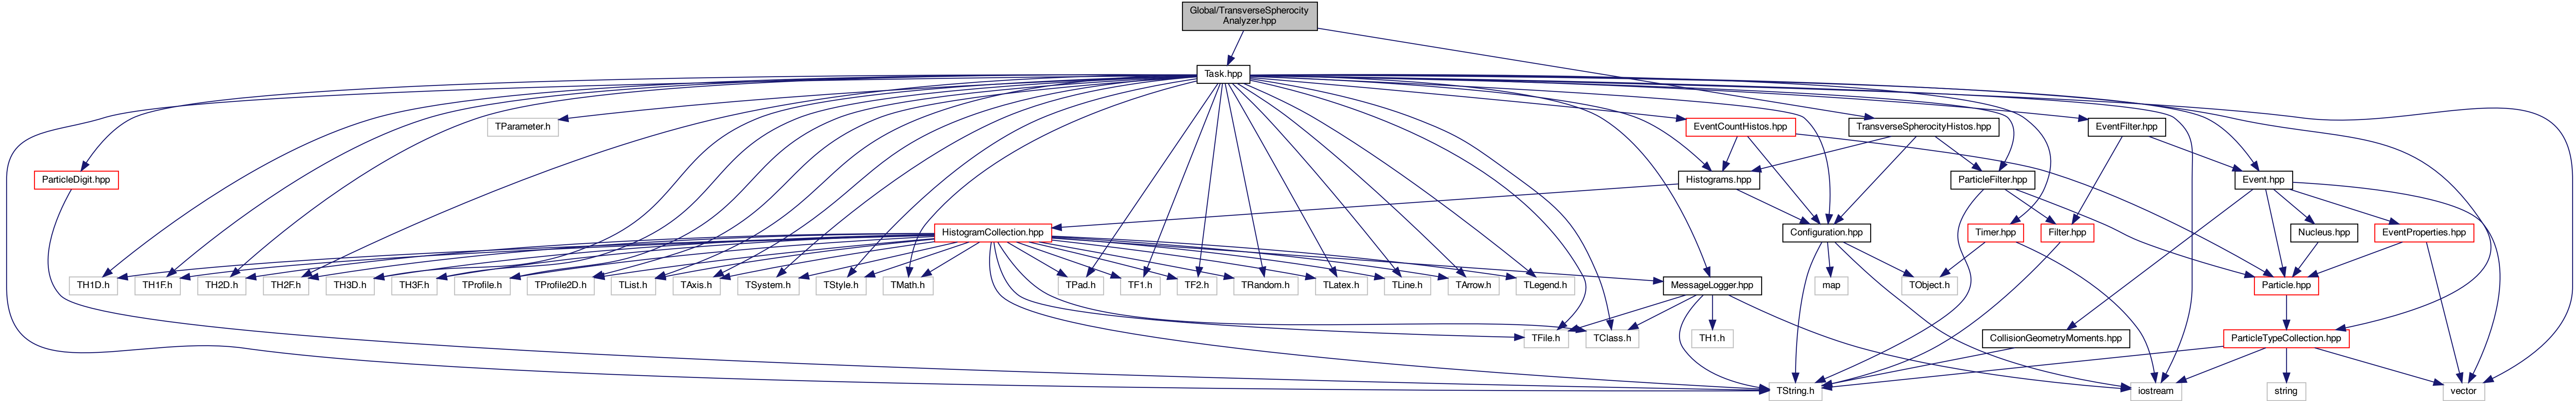 Global/TransverseSpherocity
Analyzer.hpp
Task.hpp
TParameter.h
EventCountHistos.hpp
TransverseSpherocityHistos.hpp
EventFilter.hpp
ParticleDigit.hpp
Histograms.hpp
ParticleFilter.hpp
Event.hpp
HistogramCollection.hpp
Configuration.hpp
Timer.hpp
Filter.hpp
Nucleus.hpp
EventProperties.hpp
TH1D.h
TH1F.h
TH2D.h
TH2F.h
TH3D.h
TH3F.h
TProfile.h
TProfile2D.h
TList.h
TAxis.h
TSystem.h
TStyle.h
TMath.h
TPad.h
TF1.h
TF2.h
TRandom.h
TLatex.h
TLine.h
TArrow.h
TLegend.h
MessageLogger.hpp
map
TObject.h
Particle.hpp
TFile.h
TClass.h
TH1.h
CollisionGeometryMoments.hpp
ParticleTypeCollection.hpp
TString.h
iostream
string
vector